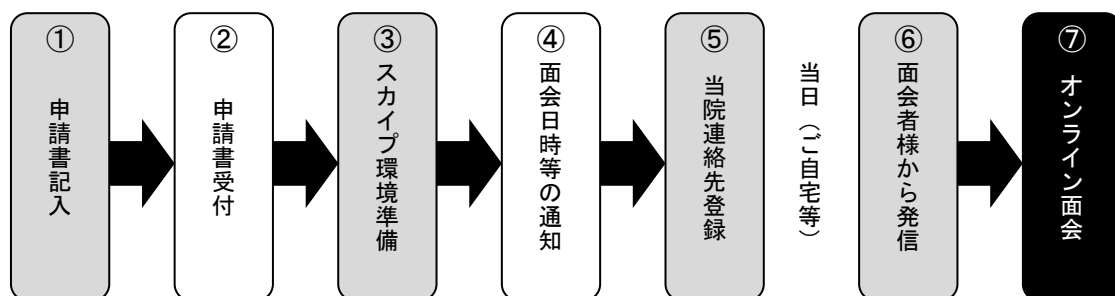 ①
申請書記入
②
申請書受付
③
スカイプ環境準備
④
面会日時等の通知
⑤
当院連絡先登録
当日（ご自宅等）
⑥
面会者様から発信
⑦
オンライン面会